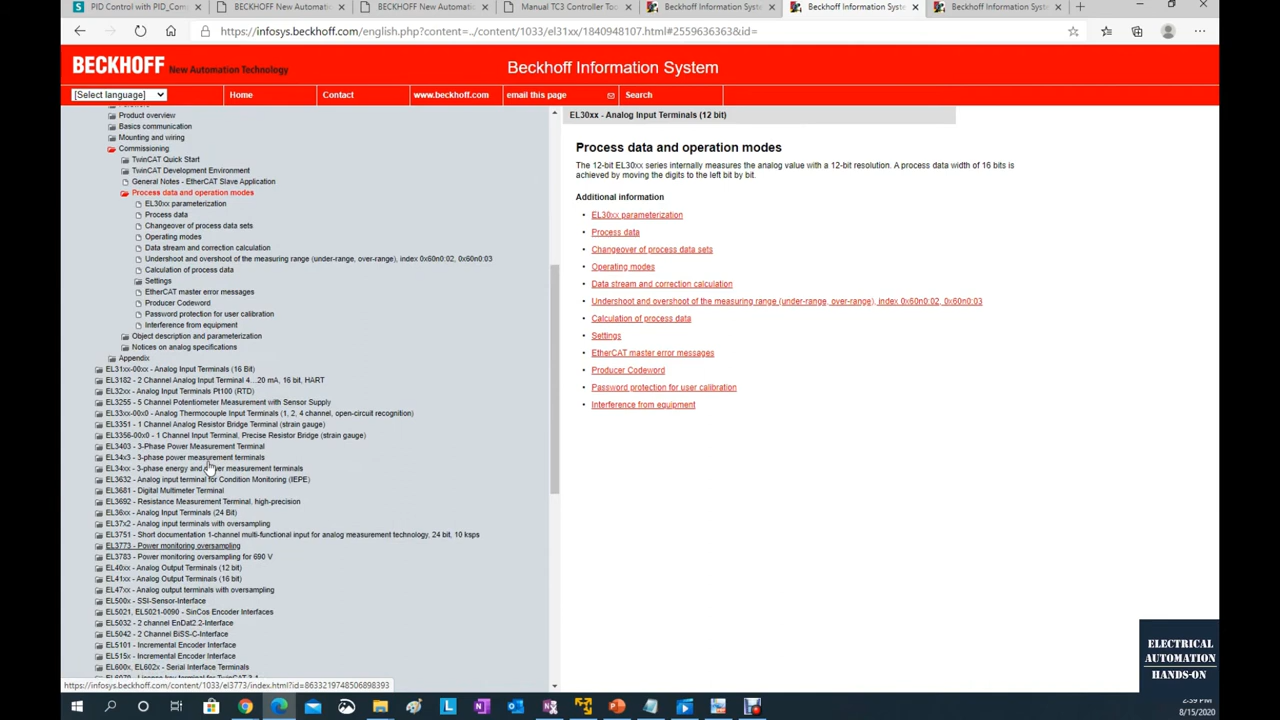 PID Control with PID_Com
BECKHOFF New Automation
BECKHOFF New Automatic
Manual TC3 Controller Too
Beckhoff Information Syste
Beckhoff Information Syste
Beckhoff Information Syste
https://infosys.beckhoff.com/english.php?content=../content/1033/el31xx/1840948107.html#2559636363&id=
BECKHOFF New Automation Technology
Beckhoff Information System
[Select language]
Home
Contact
www.beckhoff.com
email this page
Search
Product overview
Basics communication
Mounting and wiring
Commissioning
TwinCAT Quick Start
TwinCAT Development Environment
General Notes - EtherCAT Slave Application
Process data and operation modes
EL30xx parameterization
Process data
Changeover of process data sets
Operating modes
Data stream and correction calculation
Undershoot and overshoot of the measuring range (under-range, over-range), index 0x60n0:02, 0x60n0:03
Calculation of process data
Settings
EtherCAT master error messages
Producer Codeword
Password protection for user calibration
Interference from equipment
Object description and parameterization
Notices on analog specifications
Appendix
EL31xx-00xx - Analog Input Terminals (16 Bit)
EL3182 - 2 Channel Analog Input Terminal 4...20 mA, 16 bit, HART
EL32xx - Analog Input Terminals Pt100 (RTD)
EL3255 - 5 Channel Potentiometer Measurement with Sensor Supply
EL33xx-00x0 - Analog Thermocouple Input Terminals (1, 2, 4 channel, open-circuit recognition)
EL3351 - 1 Channel Analog Resistor Bridge Terminal (strain gauge)
EL3356-00x0 - 1 Channel Input Terminal, Precise Resistor Bridge (strain gauge)
EL3403 - 3-Phase Power Measurement Terminal
EL34x3 - 3-phase power measurement terminals
EL34xx - 3-phase energy and power measurement terminals
EL3632 - Analog input terminal for Condition Monitoring (IEPE)
EL3681 - Digital Multimeter Terminal
EL3692 - Resistance Measurement Terminal, high-precision
EL36xx - Analog Input Terminals (24 Bit)
EL37x2 - Analog input terminals with oversampling
EL3751 - Short documentation 1-channel multi-functional input for analog measurement technology, 24 bit, 10 ksps
EL3773 - Power monitoring oversampling
EL3783 - Power monitoring oversampling for 690 V
EL40xx - Analog Output Terminals (12 bit)
EL41xx - Analog Output Terminals (16 bit)
EL47xx - Analog output terminals with oversampling
EL500x - SSI-Sensor-Interface
EL5021, EL5021-0090 - SinCos Encoder Interfaces
EL5032 - 2 channel EnDat2.2-Interface
EL5042 - 2 Channel BiSS-C-Interface
EL5101 - Incremental Encoder Interface
EL515x - Incremental Encoder Interface
EL600x, EL602x - Serial Interface Terminals
https://infosys.beckhoff.com/content/1033/el3773/index.html?id=8633219748506898393
EL30xx - Analog Input Terminals (12 bit)
Process data and operation modes
The 12-bit EL30xx series internally measures the analog value with a 12-bit resolution. A process data width of 16 bits is
achieved by moving the digits to the left bit by bit.
Additional information
EL30xx parameterization
Process data
Changeover of process data sets
Operating modes
Data stream and correction calculation
Undershoot and overshoot of the measuring range (under-range, over-range), index 0x60n0:02, 0x60n0:03
Calculation of process data
Settings
EtherCAT master error messages
Producer Codeword
Password protection for user calibration
Interference from equipment
ELECTRICAL
AUTOMATION
HANDS-ON
2:39 PM
8/15/2020